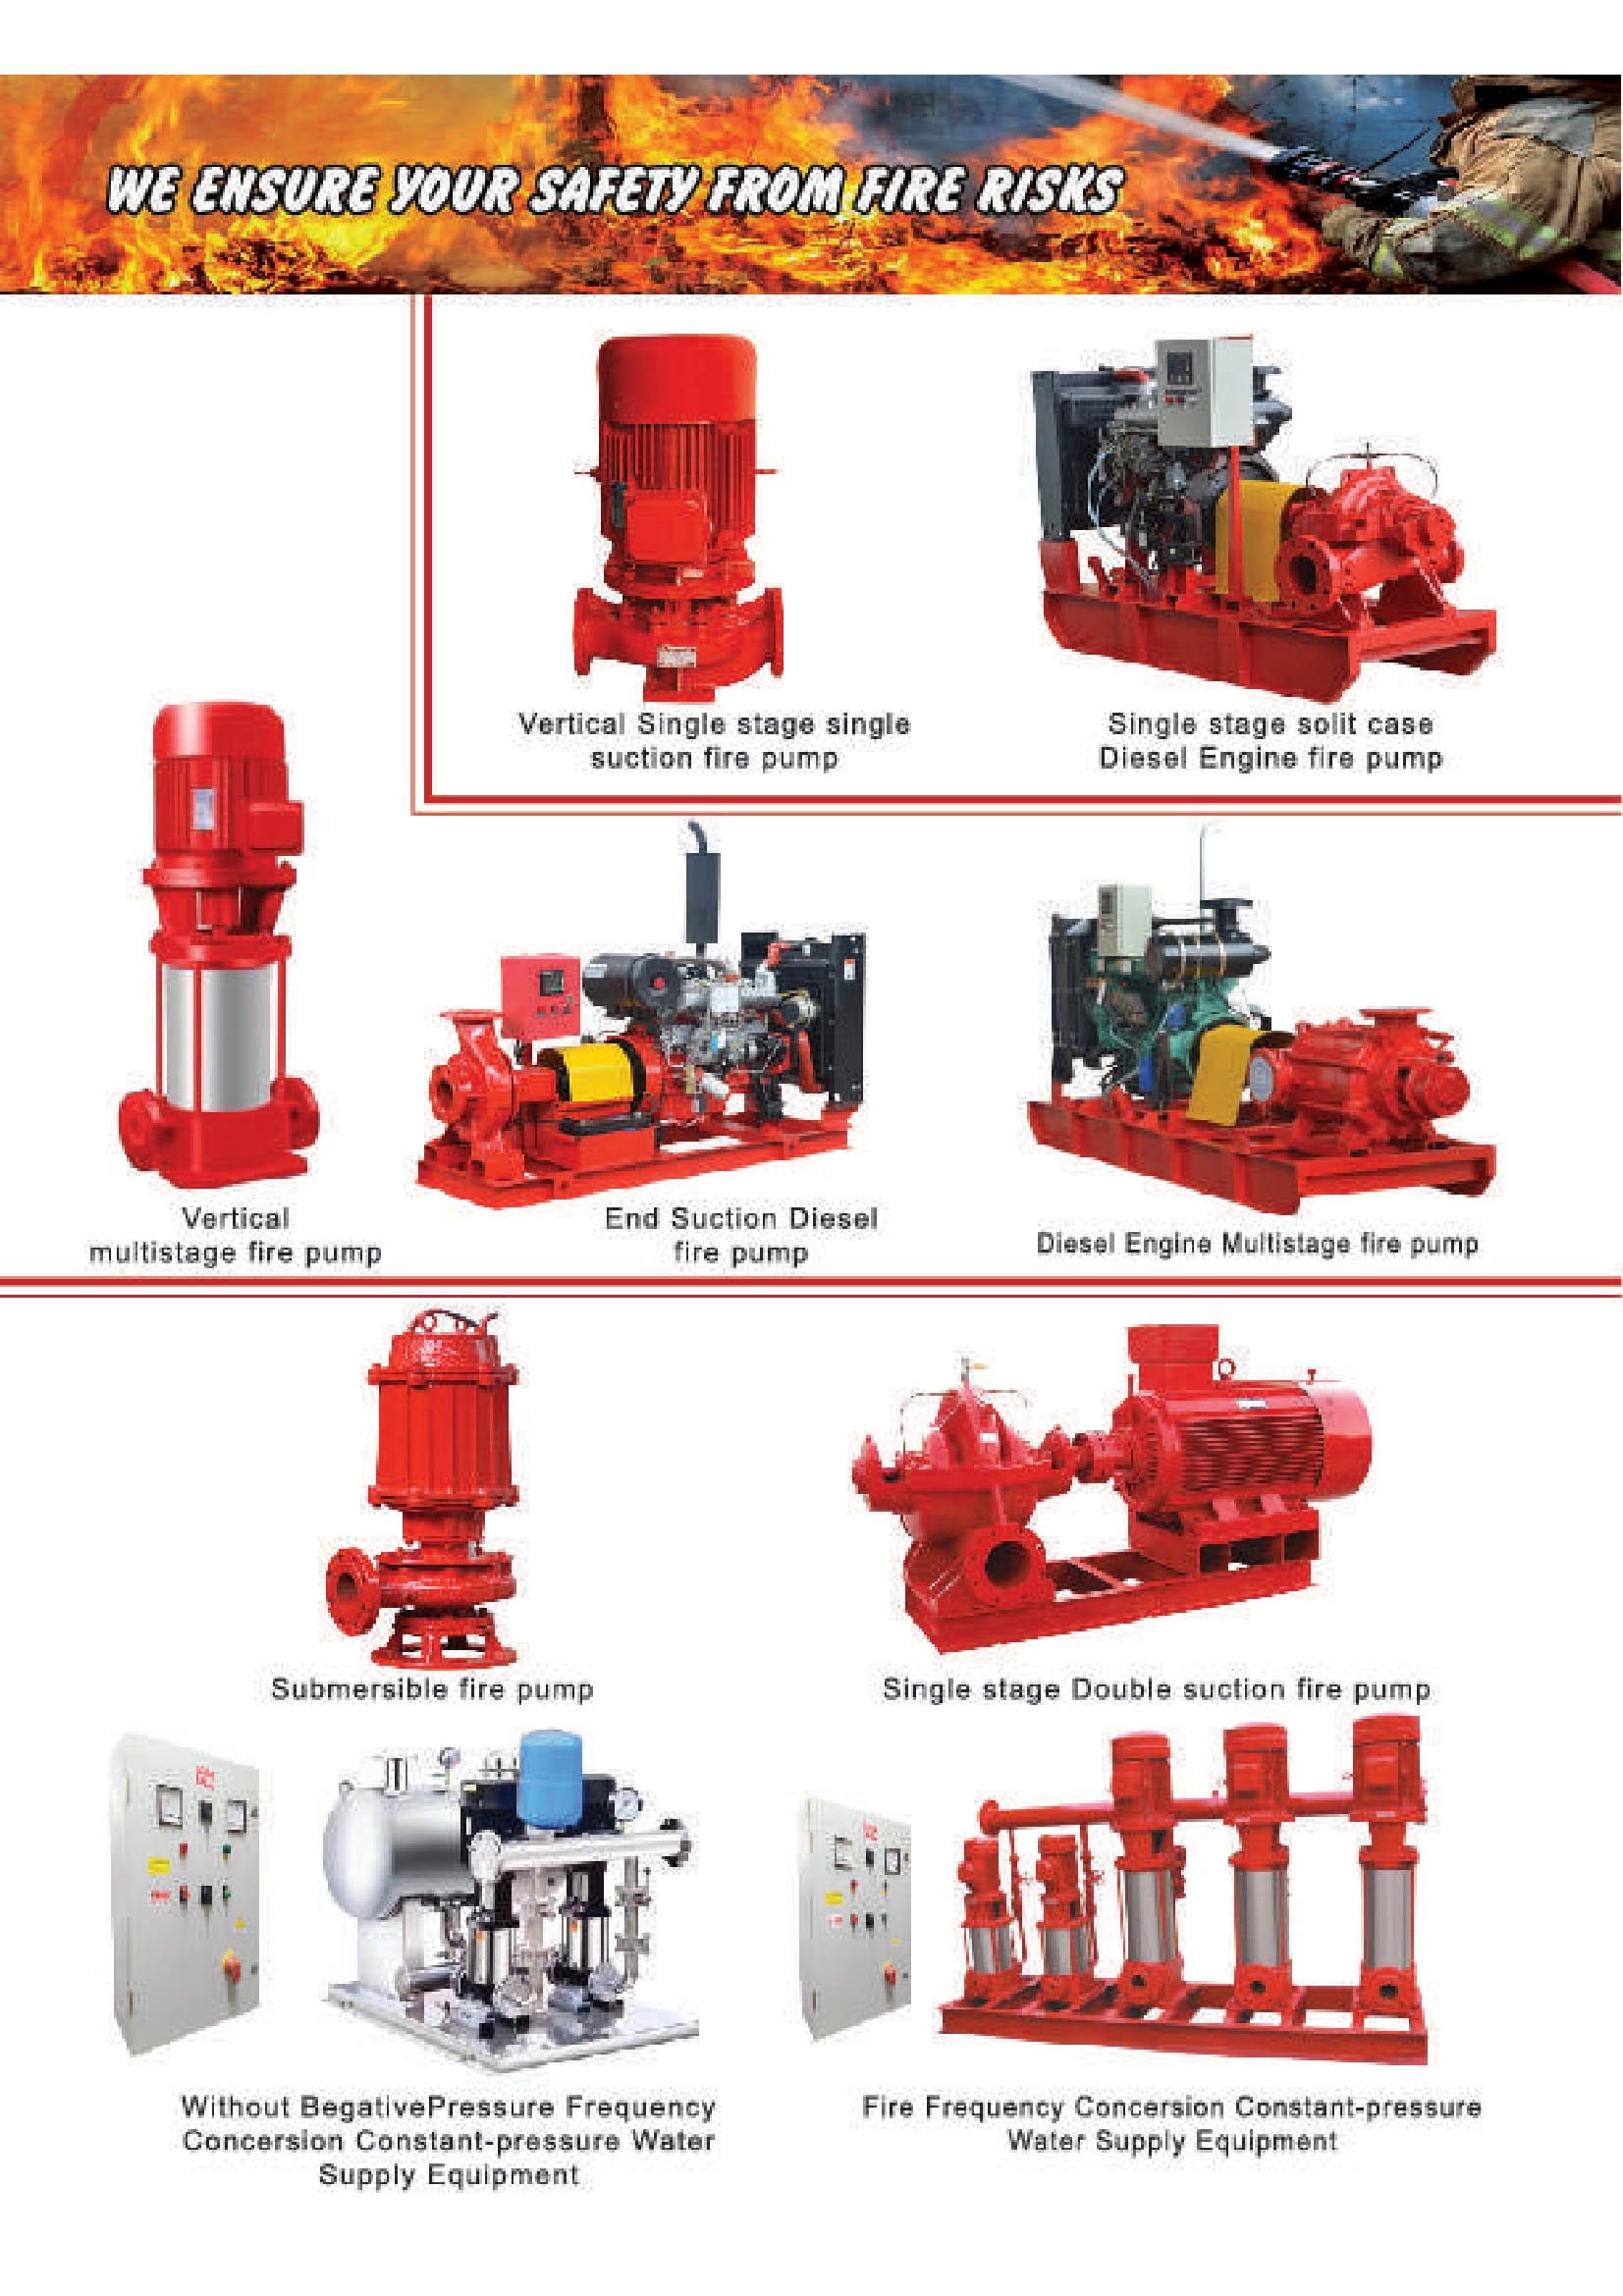 WE ENSURE YOUR SAFETY FROM FIRE RISKS
Vertical Single stage single
suction fire pump
Single stage solit case
Diesel Engine fire pump
Vertical
multistage fire pump
End Suction Diesel
fire pump
Diesel Engine Multistage fire pump
Submersible fire pump
Single stage Double suction fire pump
Without BegativePressure Frequency
Concersion Constant-pressure Water
Supply Equipment
Fire Frequency Concersion Constant-pressure
Water Supply Equipment